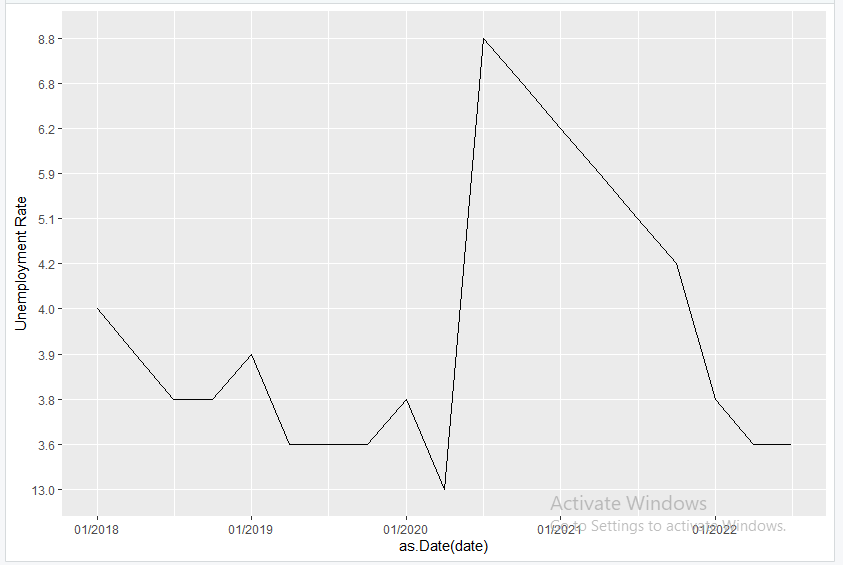 8.8
6.8
6.2
5.9
5.1
4.2
4.0
3.9
3.8
3.6
13.0
Unemployment Rate
01/2018 01/2019 01/2020 01/2021 01/2022
as.Date(date)
Activate Windows
Go to Settings to activate Windows.